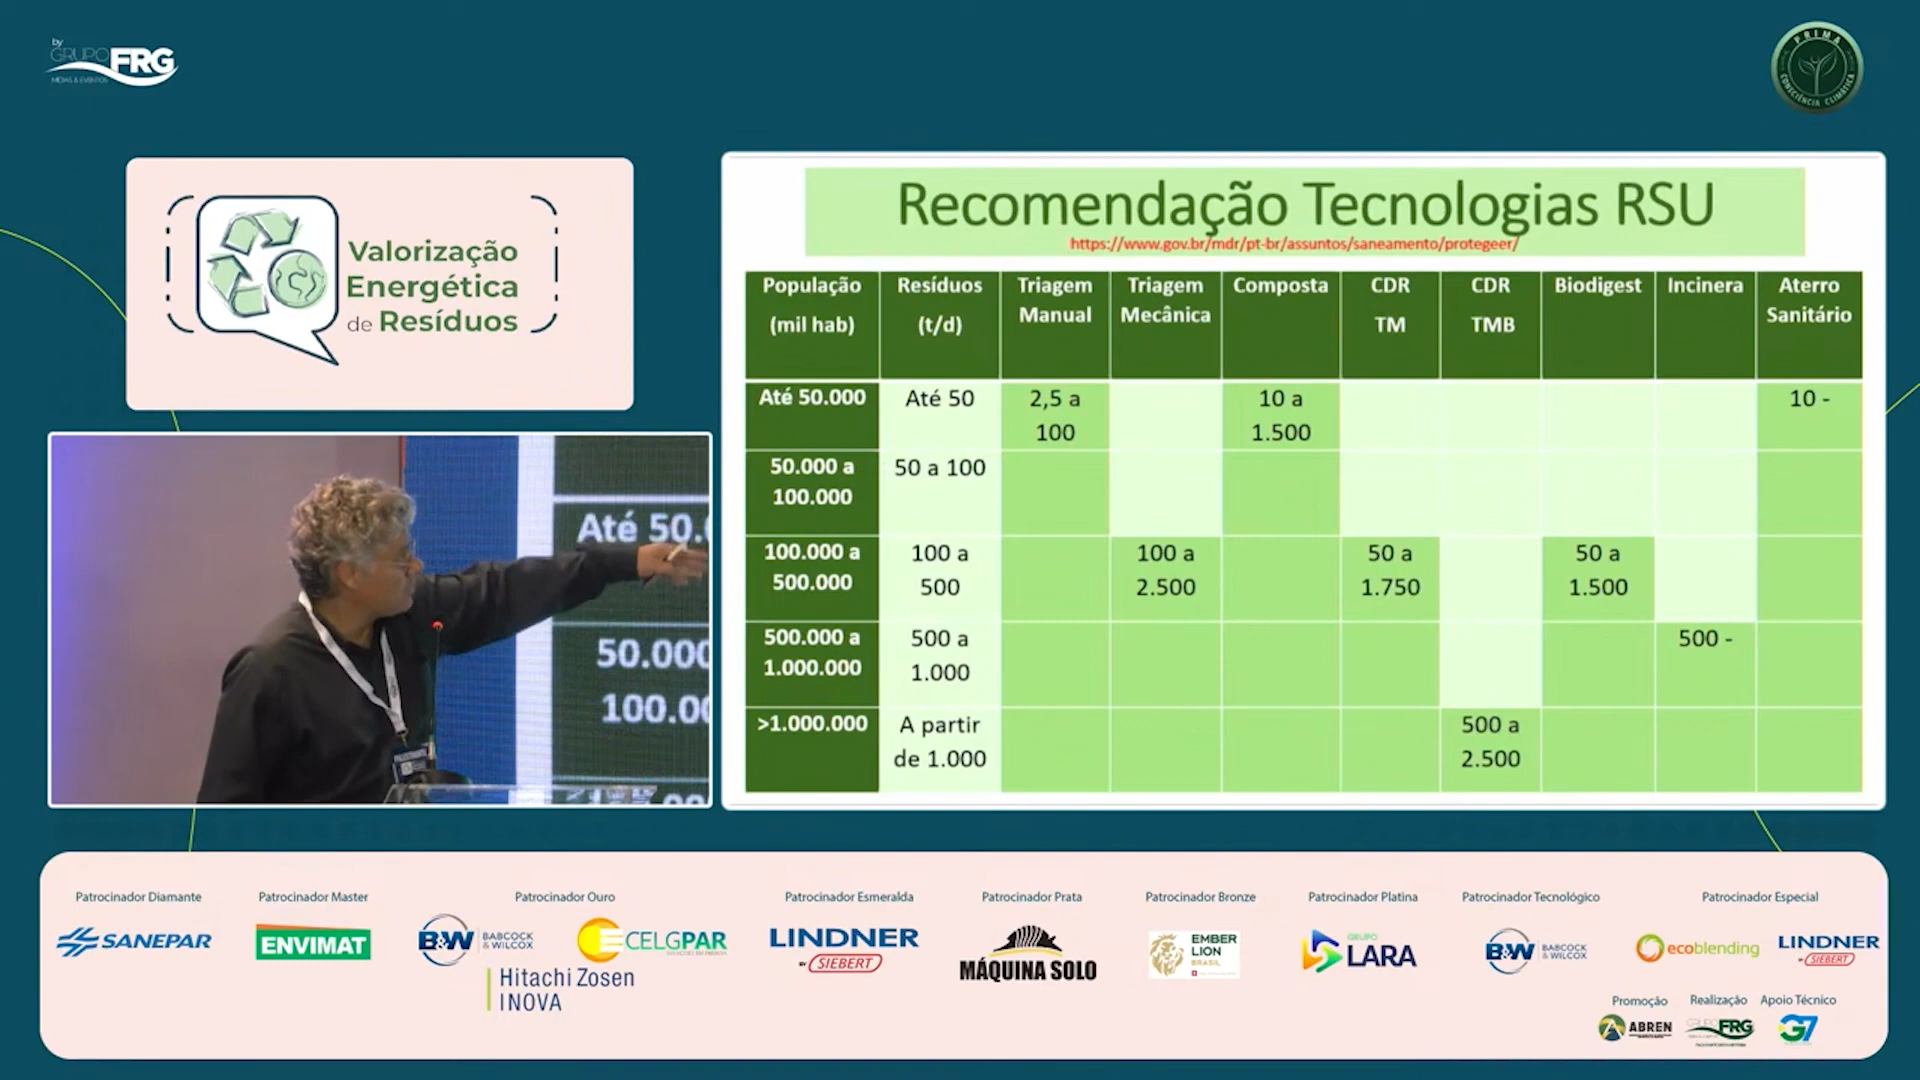 by
GRUPO FRG
MÍDIAS & EVENTOS
PRIMA
CONSCIÊNCIA CLIMÁTICA
Valorização
Energética
de Resíduos
Recomendação Tecnologias RSU
https://www.gov.br/mdr/pt-br/assuntos/saneamento/protegeer/
População (mil hab) Resíduos (t/d) Triagem Manual Triagem Mecânica Composta CDR TM CDR TMB Biodigest Incinera Aterro Sanitário
Até 50.000 Até 50 2,5 a 100 10 a 1.500 10 -
50.000 a 100.000 50 a 100
100.000 a 500.000 100 a 500 100 a 2.500 50 a 1.750 50 a 1.500
500.000 a 1.000.000 500 a 1.000 500 -
>1.000.000 A partir de 1.000 500 a 2.500
Até 50.
50.000
100.00
Patrocinador Diamante
SANEPAR
Patrocinador Master
ENVIMAT
Patrocinador Ouro
B&W BABCOCK & WILCOX
CELGPAR
Hitachi Zosen
INOVA
Patrocinador Esmeralda
LINDNER
BY SIEBERT
Patrocinador Prata
MÁQUINA SOLO
Patrocinador Bronze
EMBER
LION
BRASIL
Patrocinador Platina
GRUPO
LARA
Patrocinador Tecnológico
B&W BABCOCK & WILCOX
Patrocinador Especial
ecoblending
LINDNER
BY SIEBERT
Promoção
ABREN
Realização
GRUPO FRG
Apoio Técnico
G7